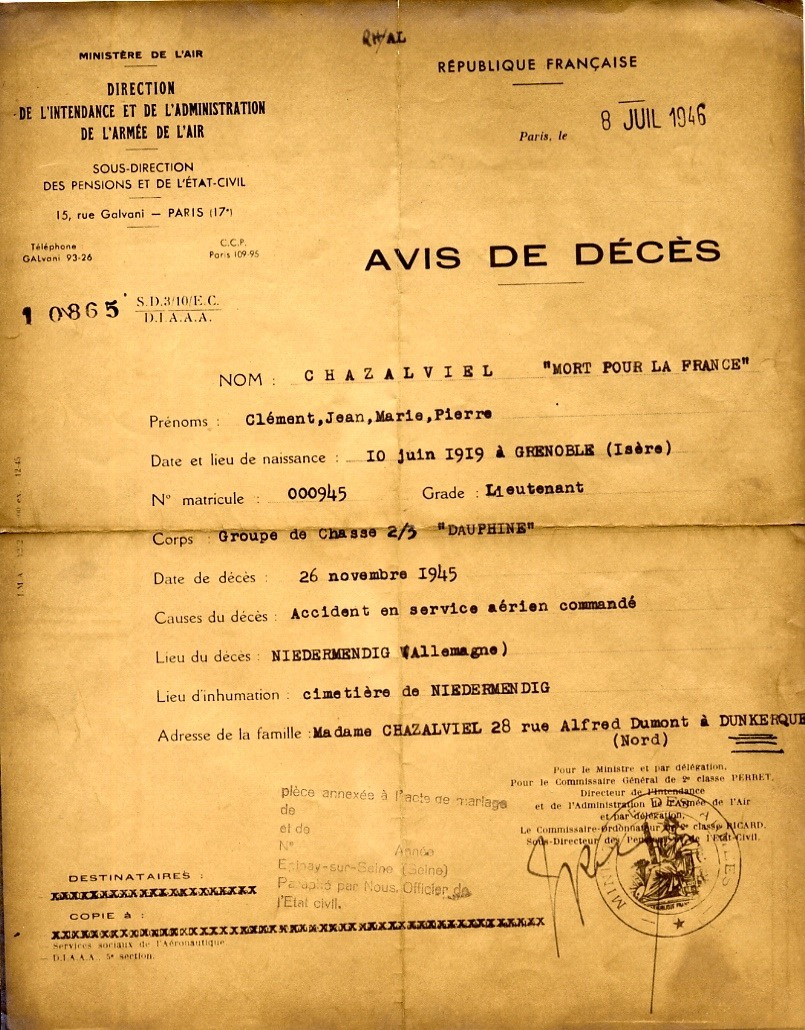 MINISTÈRE DE L'AIR
DIRECTION
DE L'INTENDANCE ET DE L'ADMINISTRATION
DE L'ARMÉE DE L'AIR
SOUS-DIRECTION
DES PENSIONS ET DE L'ÉTAT-CIVIL
15, rue Galvani — PARIS (17e)
Téléphone
GALvani 93-26
C.C.P.
Paris 109-95
RÉPUBLIQUE FRANÇAISE
Paris, le 8 JUIL 1946
AVIS DE DÉCÈS
10865 S.D.3/10/E.C.
D.I.A.A.A.
NOM : CHAZALVIEL "MORT POUR LA FRANCE"
Prénoms : Clément,Jean,Marie,Pierre
Date et lieu de naissance : 10 juin 1919 à GRENOBLE (Isère)
N° matricule : 000945 Grade : Lieutenant
Corps : Groupe de Chasse 2/3 "DAUPHINE"
Date de décès : 26 novembre 1945
Causes du décès : Accident en service aérien commandé
Lieu du décès : NIEDERMENDIG (Allemagne)
Lieu d'inhumation : cimetière de NIEDERMENDIG
Adresse de la famille : Madame CHAZALVIEL 28 rue Alfred Dumont à DUNKERQUE
(Nord)
Pour le Ministre et par délégation,
Pour le Commissaire Général de 2e classe PERRET,
Directeur de l'Intendance
et de l'Administration de l'Armée de l'Air
et par délégation,
Le Commissaire-Ordonnateur de 2e classe RICARD,
Sous-Directeur des Pensions et de l'État-Civil.
pièce annexée à l'acte de mariage
de
et de
N° Année
Epinay-sur-Seine (Seine)
Paraphé par Nous, Officier de
l'Etat civil.
DESTINATAIRES :
COPIE à :
Services sociaux de l'Aéronautique
— D.I.A.A.A. 5e section.